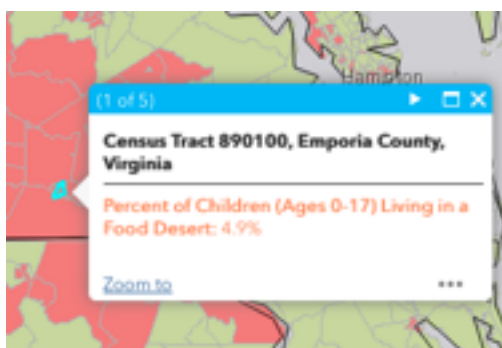 Hampton
(1 of 5)
Census Tract 890100, Emporia County,
Virginia
Percent of Children (Ages 0-17) Living in a
Food Desert: 4.9%
Zoom to